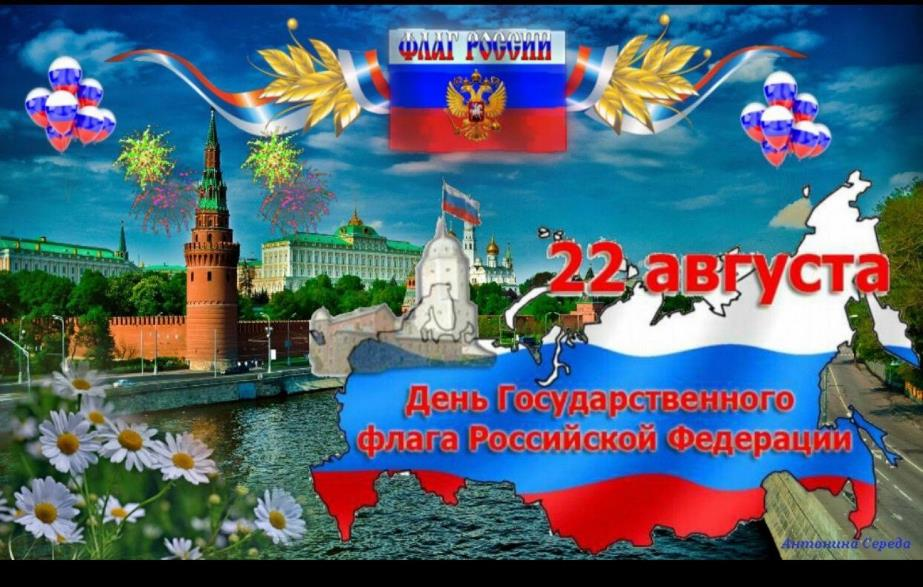 ФЛАГ РОССИИ
22 августа
День Государственного
флага Российской Федерации
Антонина Середа